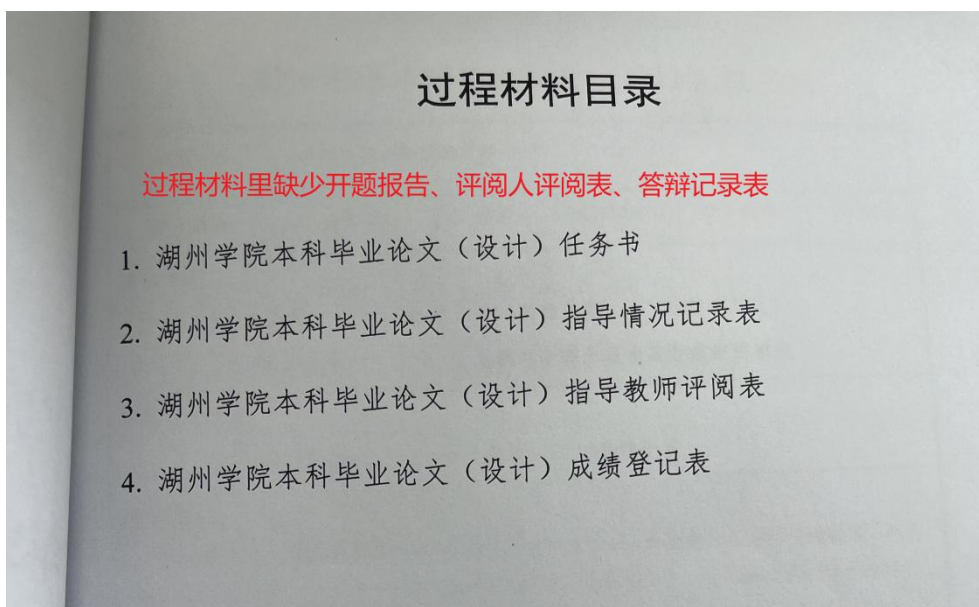 过程材料目录
过程材料里缺少开题报告、评阅人评阅表、答辩记录表
1. 湖州学院本科毕业论文（设计）任务书
2. 湖州学院本科毕业论文（设计）指导情况记录表
3. 湖州学院本科毕业论文（设计）指导教师评阅表
4. 湖州学院本科毕业论文（设计）成绩登记表